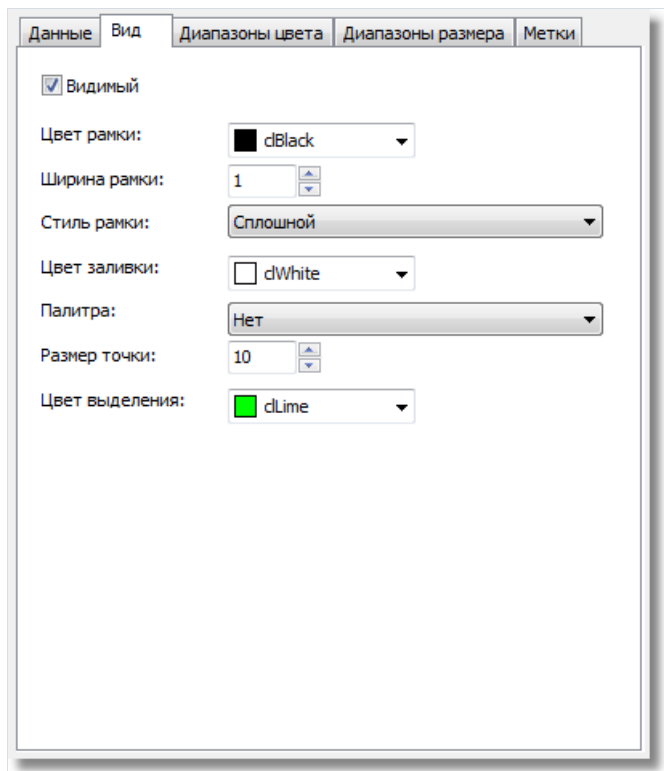 Данные Вид Диапазоны цвета Диапазоны размера Метки
Видимый
Цвет рамки: clBlack
Ширина рамки: 1
Стиль рамки: Сплошной
Цвет заливки: clWhite
Палитра: Нет
Размер точки: 10
Цвет выделения: clLime